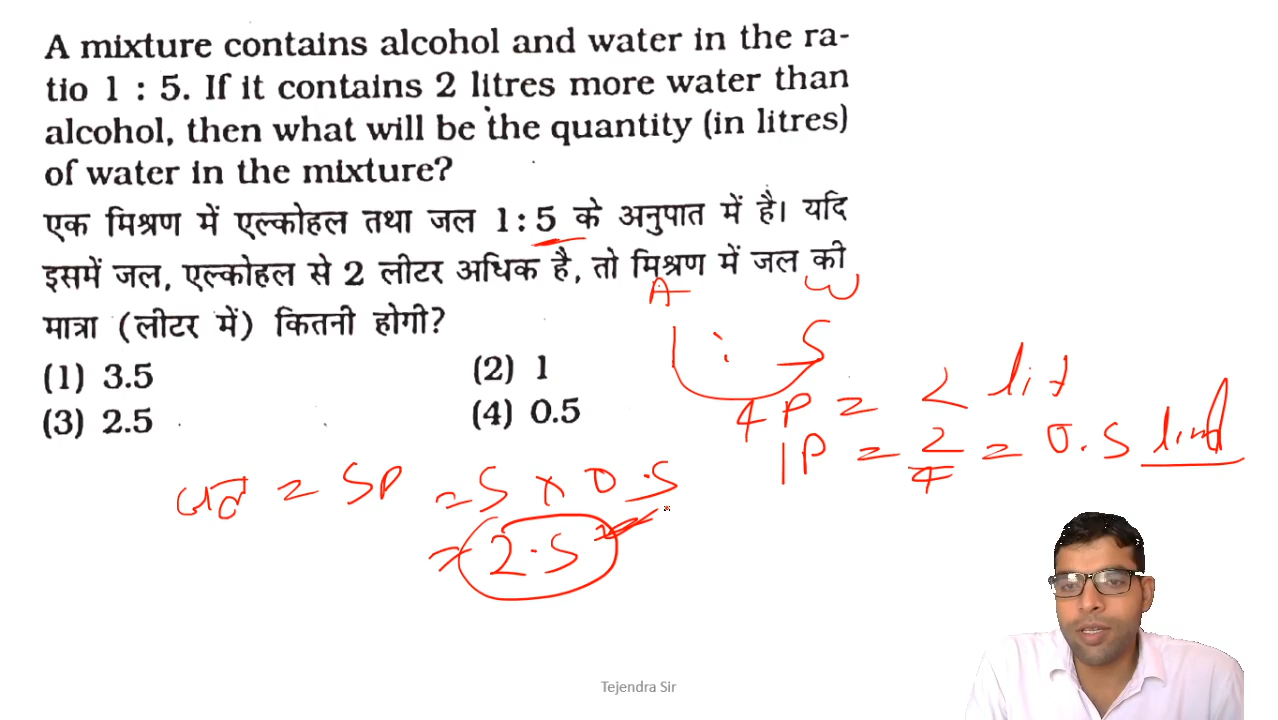 A mixture contains alcohol and water in the ra-
tio 1 : 5. If it contains 2 litres more water than
alcohol, then what will be the quantity (in litres)
of water in the mixture?
एक मिश्रण में एल्कोहल तथा जल 1 : 5 के अनुपात में है। यदि
इसमें जल, एल्कोहल से 2 लीटर अधिक है, तो मिश्रण में जल की
मात्रा (लीटर में) कितनी होगी?
(1) 3.5 (2) 1
(3) 2.5 (4) 0.5
A W
1 : 5
4P = 2 lit
1P = 2/4 = 0.5
जल = 5P = 5 x 0.5
= 2.5
Tejendra Sir